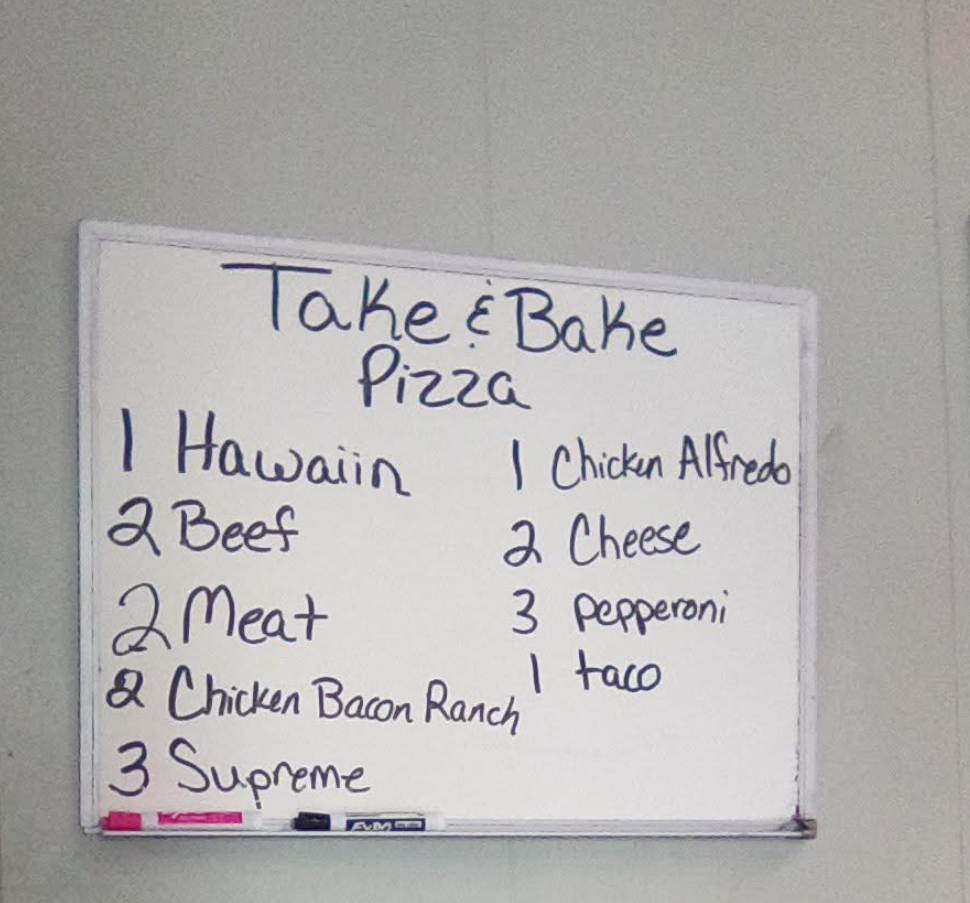 Take & Bake
Pizza
1 Hawaiin
2 Beef
2 Meat
2 Chicken Bacon Ranch
3 Supreme
1 Chicken Alfredo
2 Cheese
3 pepperoni
1 taco
EXPO